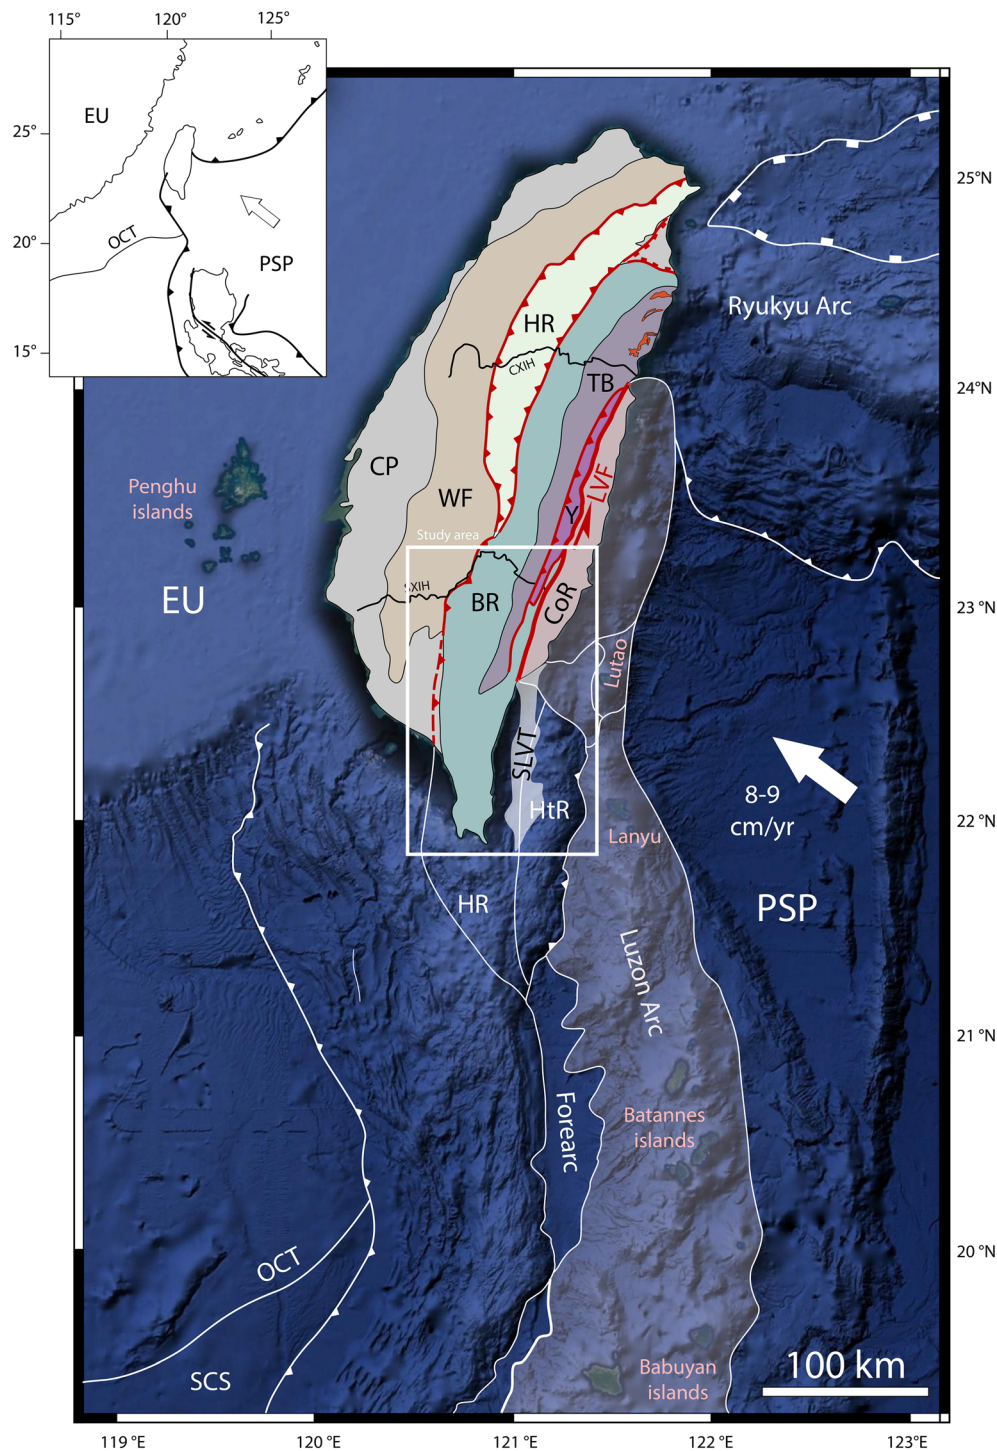 115°
120°
125°
EU
25°
20°
15°
OCT
PSP
25°N
Ryukyu Arc
HR
CXIH
TB
24°N
CP
LVF
Penghu
islands
WF
Y
Study area
SXIH
EU
BR
CoR
23 °N
Lutao
SLVT
HtR
8-9
cm/yr
22 °N
Lanyu
HR
PSP
Luzon Arc
21 °N
Forearc
Batannes
islands
20 °N
OCT
SCS
Babuyan
islands
100 km
119 °E
120 °E
121 °E
122 °E
123°E